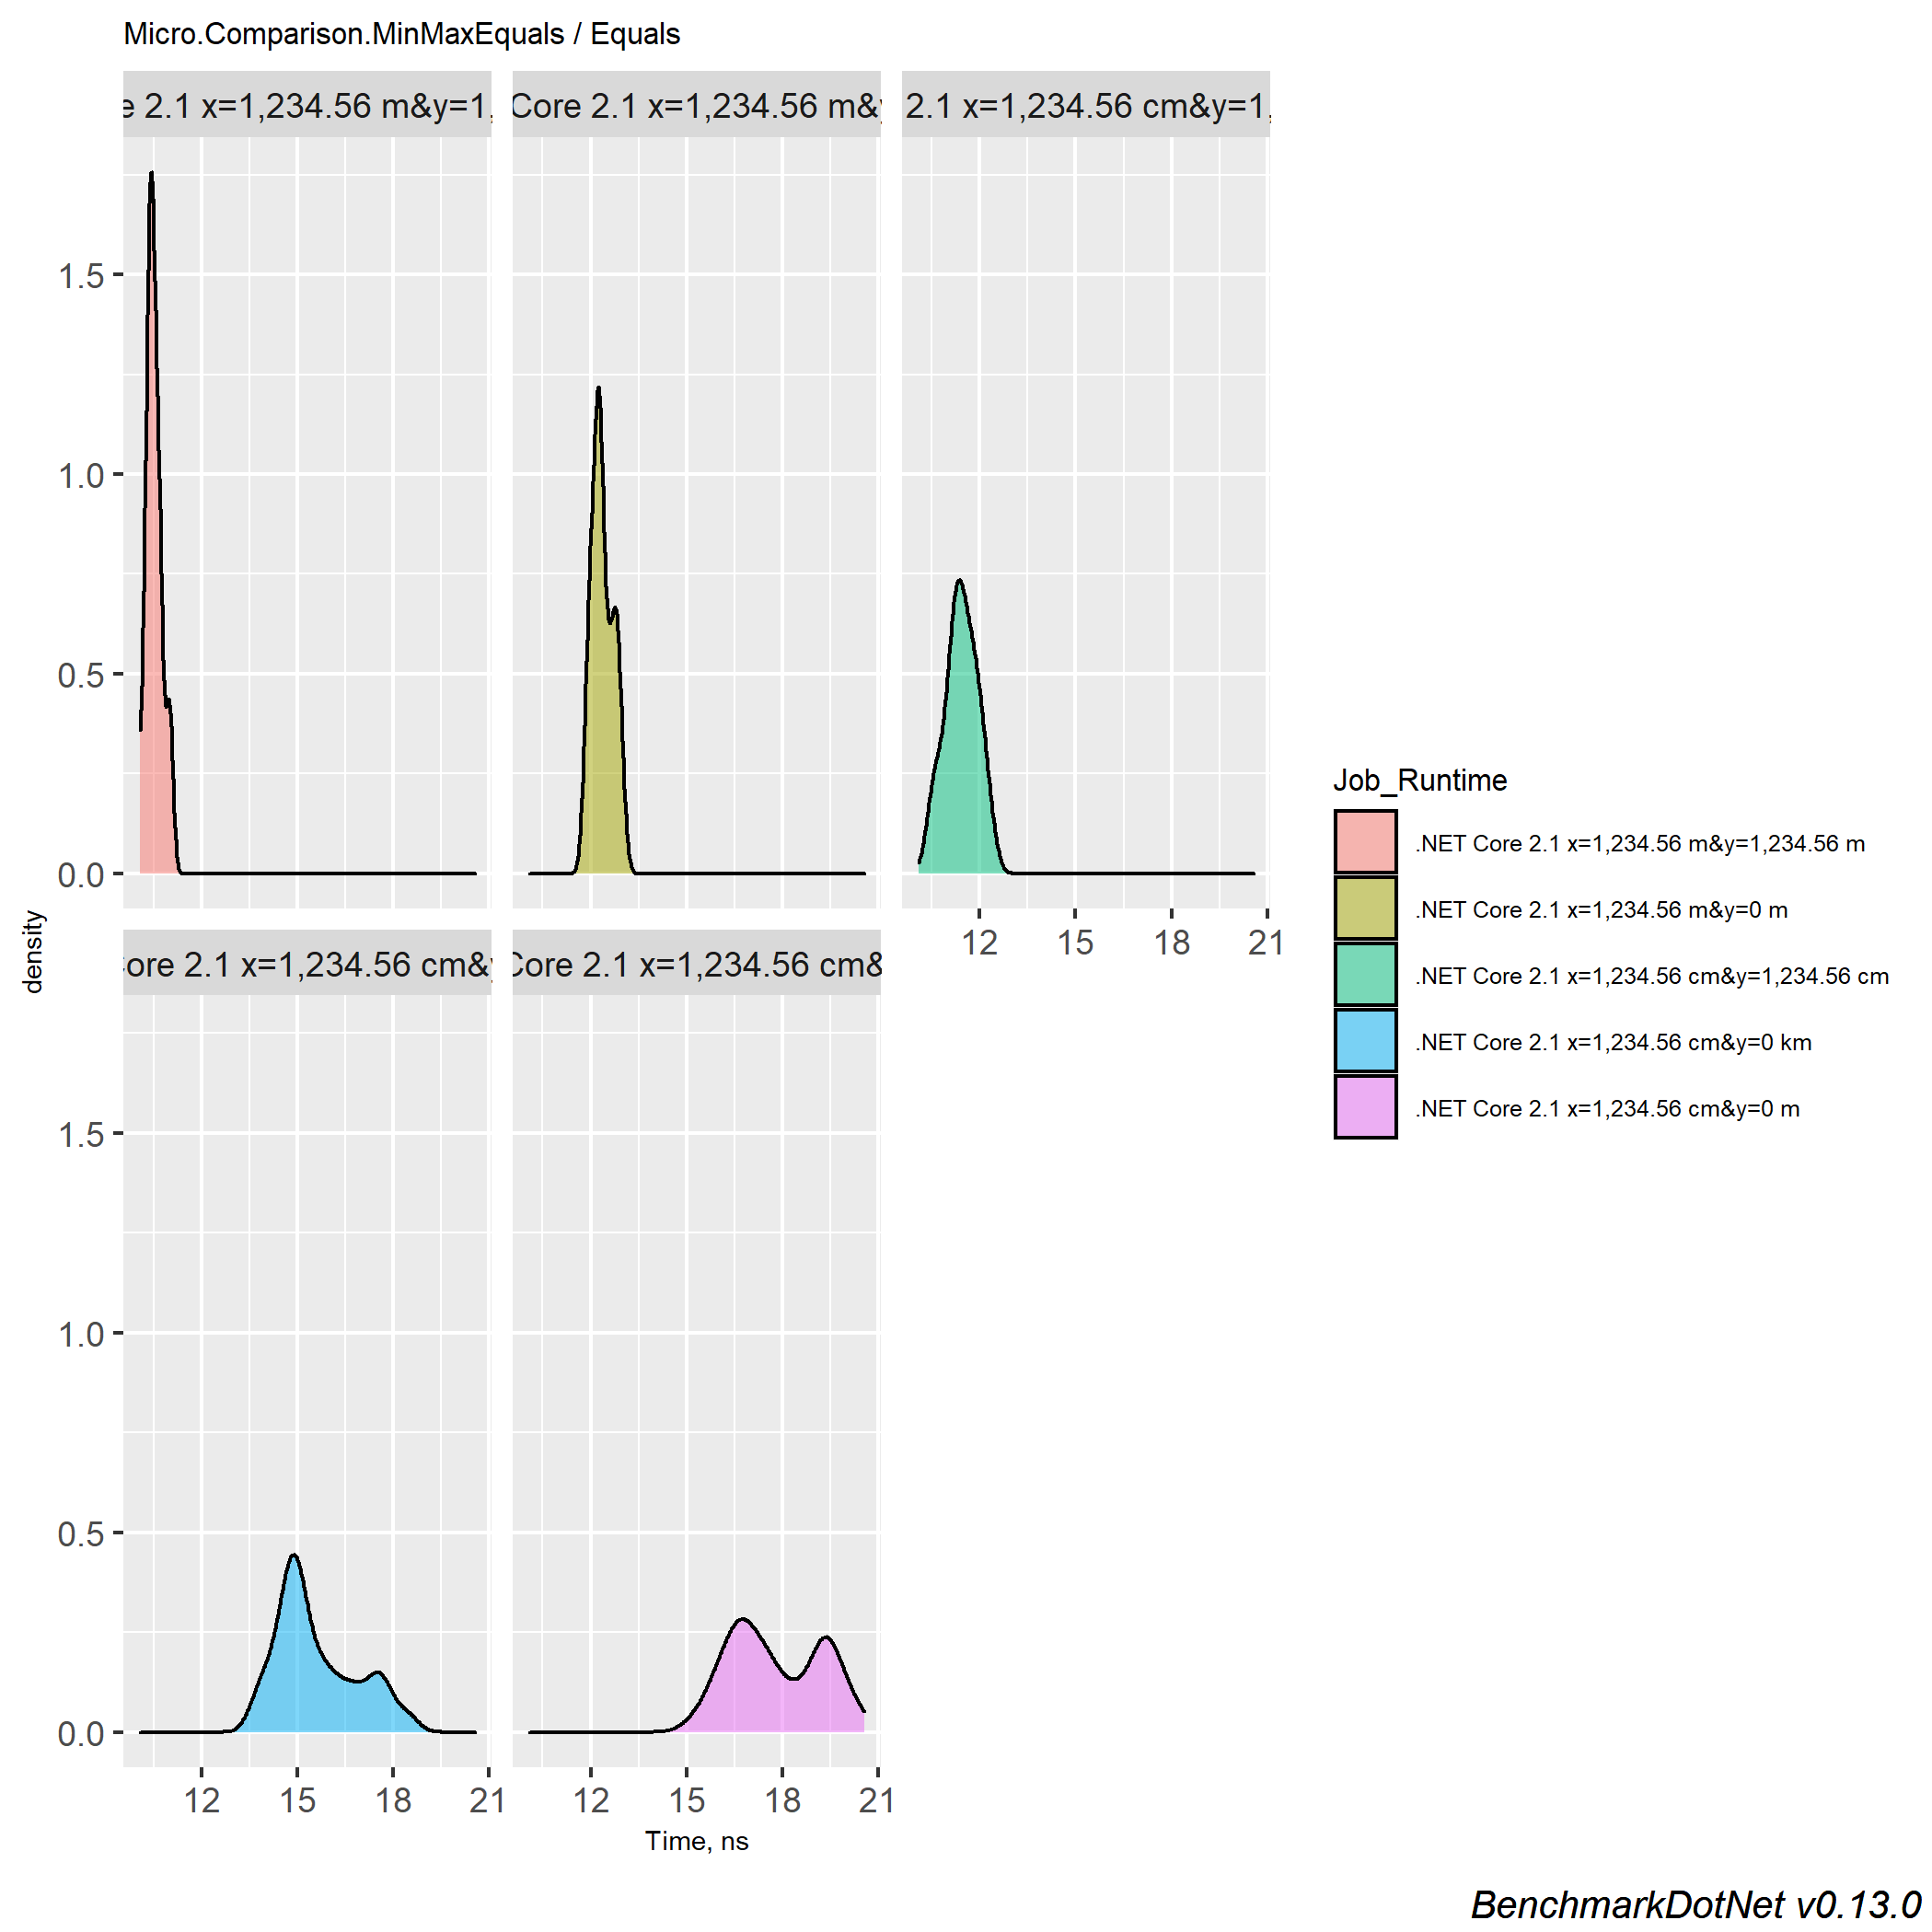 Micro.Comparison.MinMaxEquals / Equals
e 2.1 x=1,234.56 m&y=1,
Core 2.1 x=1,234.56 m&y
2.1 x=1,234.56 cm&y=1,
1.5
1.0
0.5
0.0
12 15 18 21
density
Core 2.1 x=1,234.56 cm&y
Core 2.1 x=1,234.56 cm&
1.5
1.0
0.5
0.0
12 15 18 21
12 15 18 21
Time, ns
Job_Runtime
.NET Core 2.1 x=1,234.56 m&y=1,234.56 m
.NET Core 2.1 x=1,234.56 m&y=0 m
.NET Core 2.1 x=1,234.56 cm&y=1,234.56 cm
.NET Core 2.1 x=1,234.56 cm&y=0 km
.NET Core 2.1 x=1,234.56 cm&y=0 m
BenchmarkDotNet v0.13.0